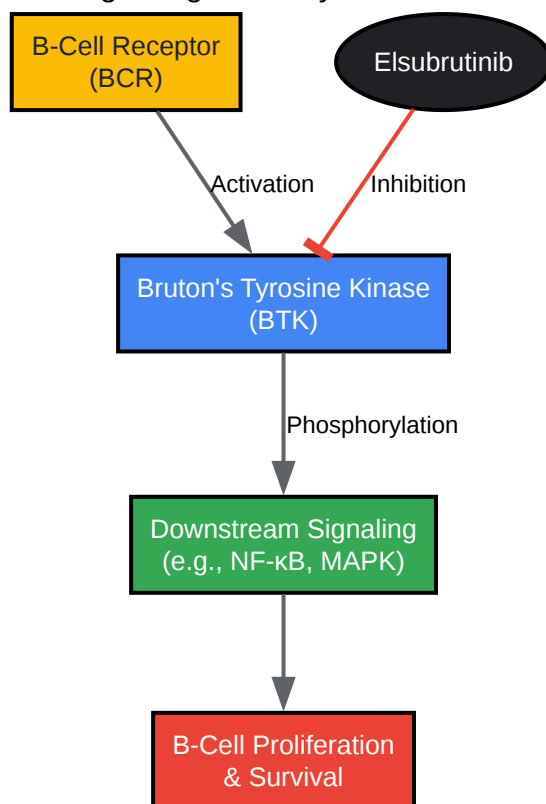 B-Cell Receptor
(BCR)
Elsubrutinib
Activation
Inhibition
Bruton's Tyrosine Kinase
(BTK)
Phosphorylation
Downstream Signaling
(e.g., NF-κB, MAPK)
B-Cell Proliferation
& Survival